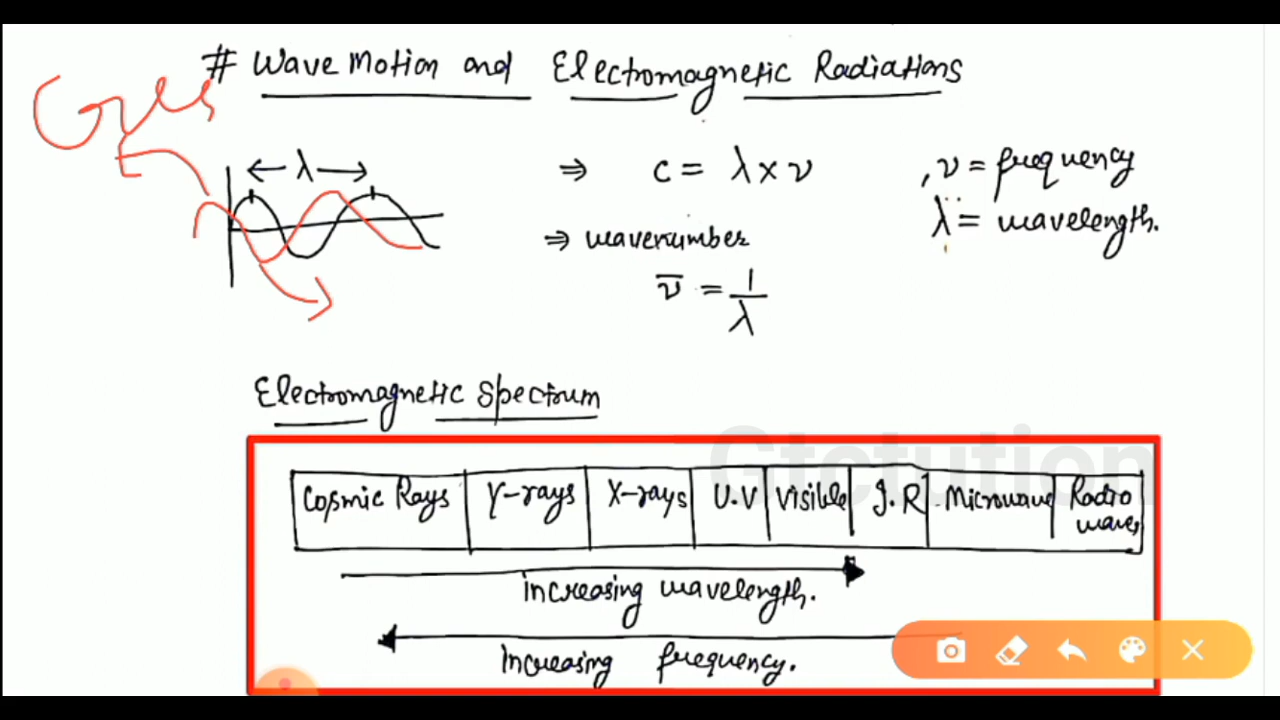 # Wave Motion and Electromagnetic Radiations
← λ →
⇒ c = λ × ν , ν = frequency
λ = wavelength.
⇒ wavenumber
ν̅ = 1/λ
Electromagnetic Spectrum
Gtctution
Cosmic Rays γ-rays X-rays U.V Visible I.R Microwave Radio waves
increasing wavelength.
increasing frequency.